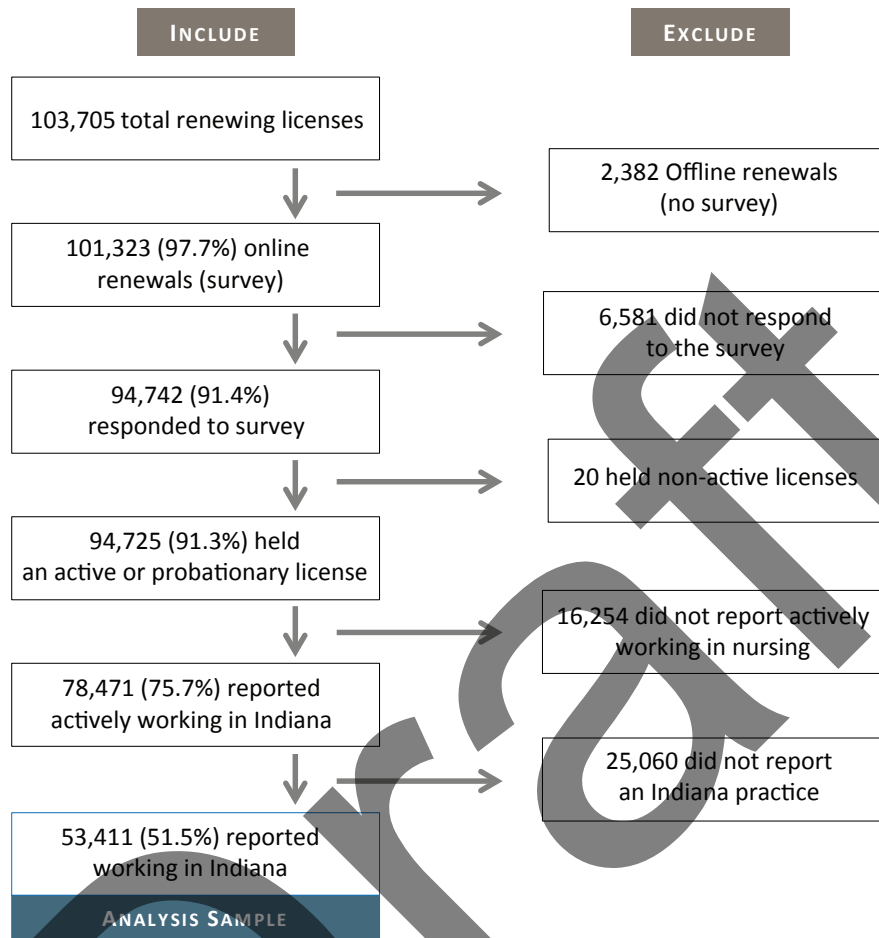 INCLUDE
EXCLUDE
103,705 total renewing licenses
2,382 Offline renewals
(no survey)
101,323 (97.7%) online
renewals (survey)
6,581 did not respond
to the survey
94,742 (91.4%)
responded to survey
20 held non-active licenses
94,725 (91.3%) held
an active or probationary license
16,254 did not report actively
working in nursing
78,471 (75.7%) reported
actively working in Indiana
25,060 did not report
an Indiana practice
53,411 (51.5%) reported
working in Indiana
ANALYSIS SAMPLE
Draft